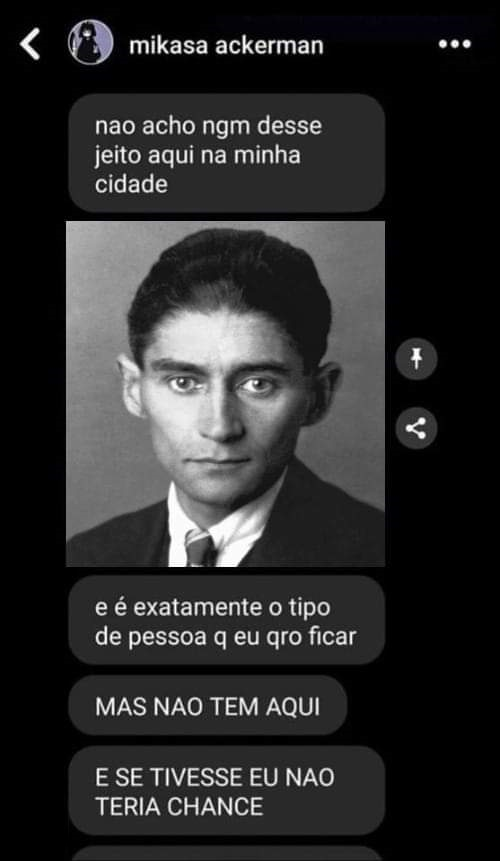 mikasa ackerman
nao acho ngm desse
jeito aqui na minha
cidade
e é exatamente o tipo
de pessoa q eu qro ficar
MAS NAO TEM AQUI
E SE TIVESSE EU NAO
TERIA CHANCE